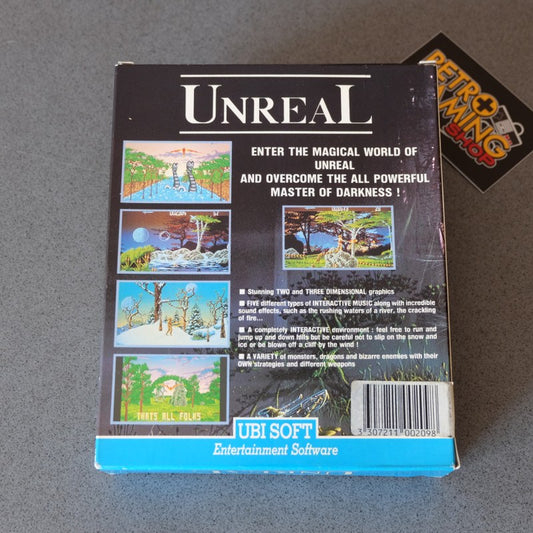 UNREAL
ENTER THE MAGICAL WORLD OF
UNREAL
AND OVERCOME THE ALL POWERFUL
MASTER OF DARKNESS !
■ Stunning TWO and THREE DIMENSIONAL graphics
■ FIVE different types of INTERACTIVE MUSIC along with incredible
sound effects, such as the rushing waters of a river, the crackling
of fire...
■ A completely INTERACTIVE environment : feel free to run and
jump up and down hills but be careful not to slip on the snow and
ice or be blown off a cliff by the wind !
■ A VARIETY of monsters, dragons and bizarre enemies with their
OWN strategies and different weapons
THATS ALL FOLKS
3 307211 002098
UBI SOFT
Entertainment Software
RETRO
GAMING
SHOP